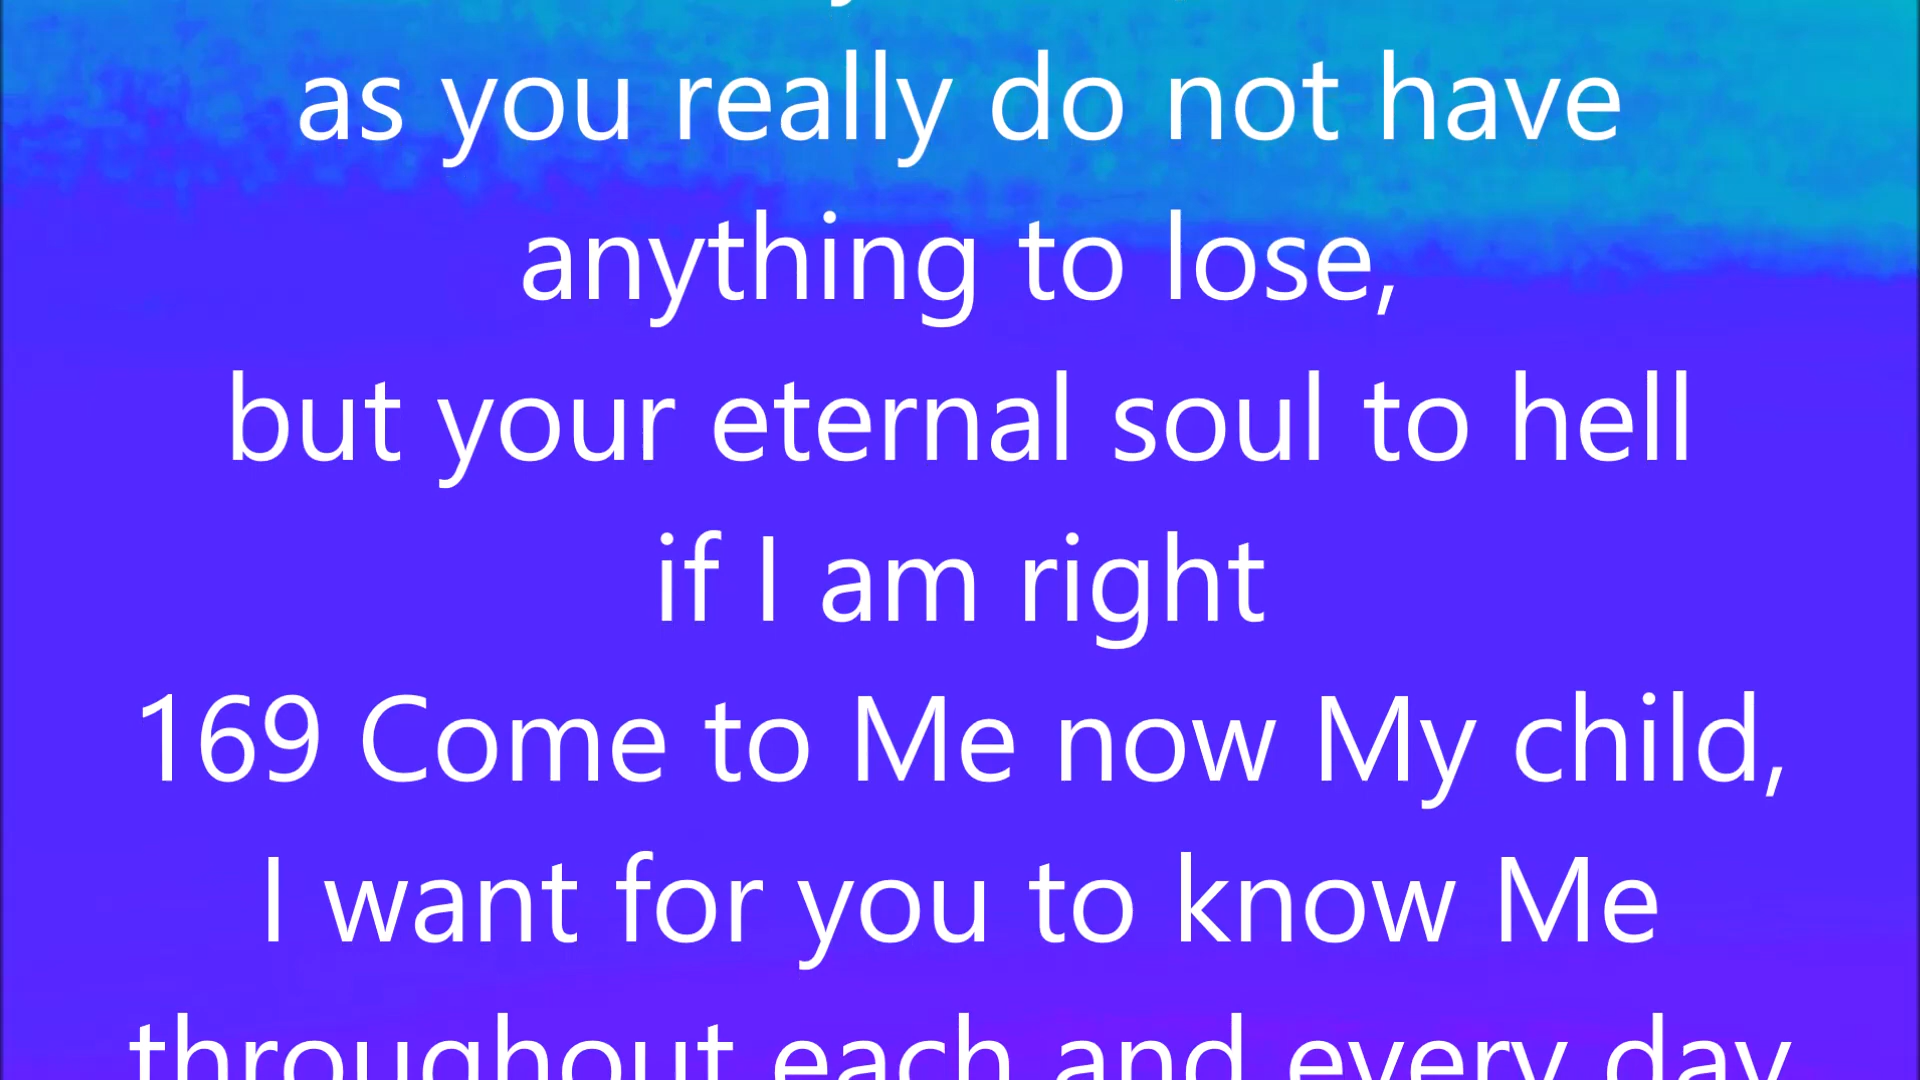 as you really do not have
anything to lose,
but your eternal soul to hell
if I am right
169 Come to Me now My child,
I want for you to know Me
throughout each and every day